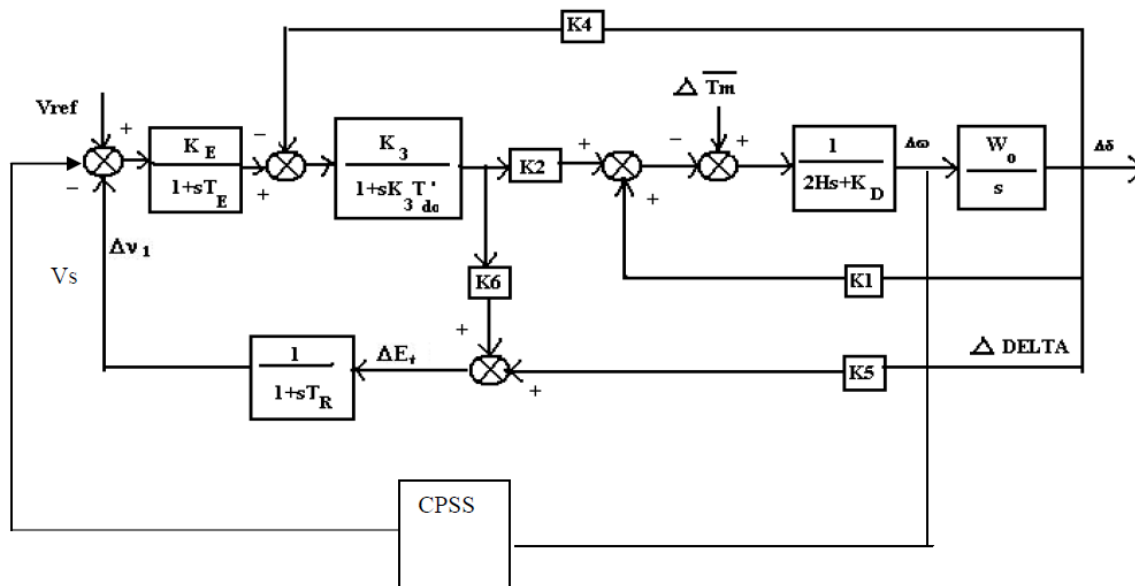 K4
Vref
Δ Tm
+
K E
1+sT E
−
−
+
K 3
1+sK 3 T' do
K2
+
+
−
+
1
2Hs+K D
Δω
W o
s
Δδ
Δν 1
Vs
K6
K1
+
1
1+sT R
ΔE t
+
K5
Δ DELTA
CPSS